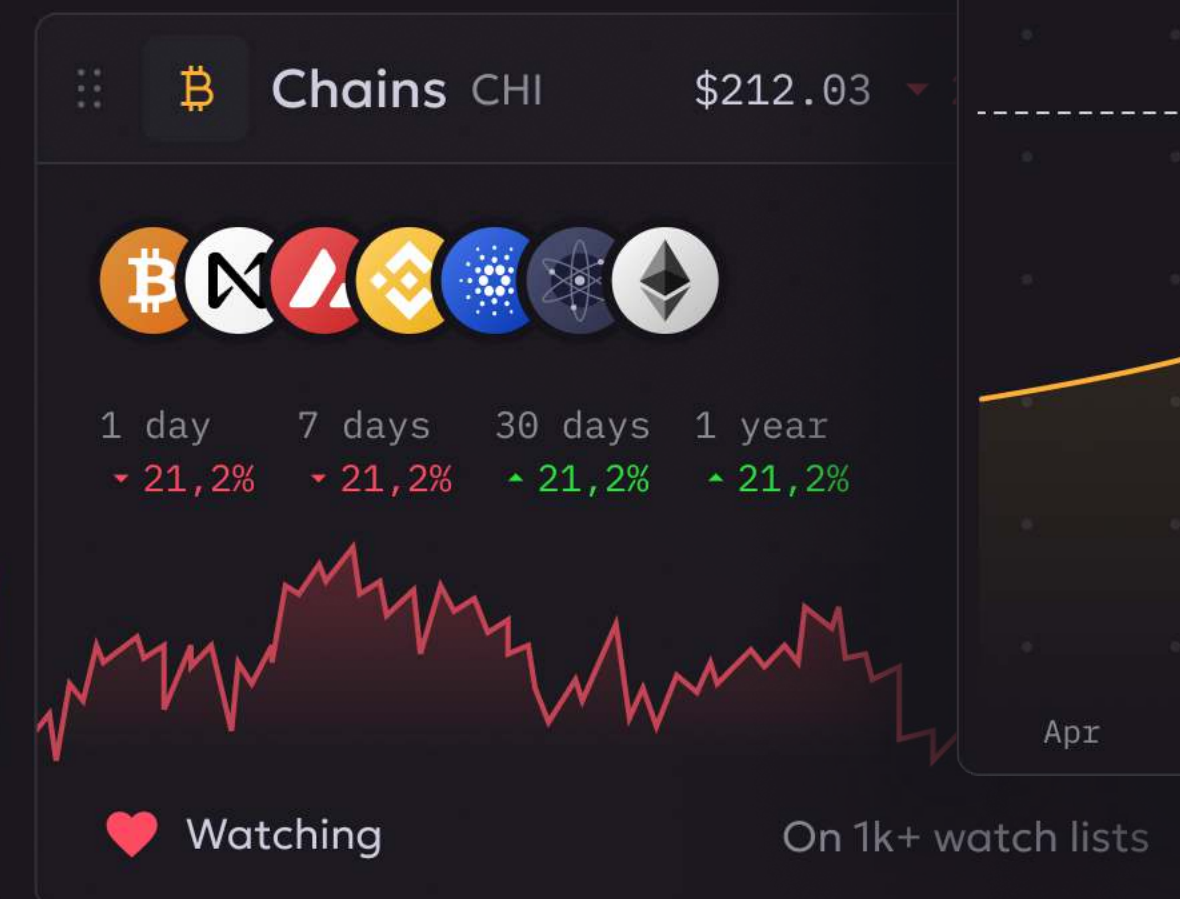 Chains CHI $212.03
1 day 7 days 30 days 1 year
21,2% 21,2% 21,2% 21,2%
Apr
Watching On 1k+ watch lists